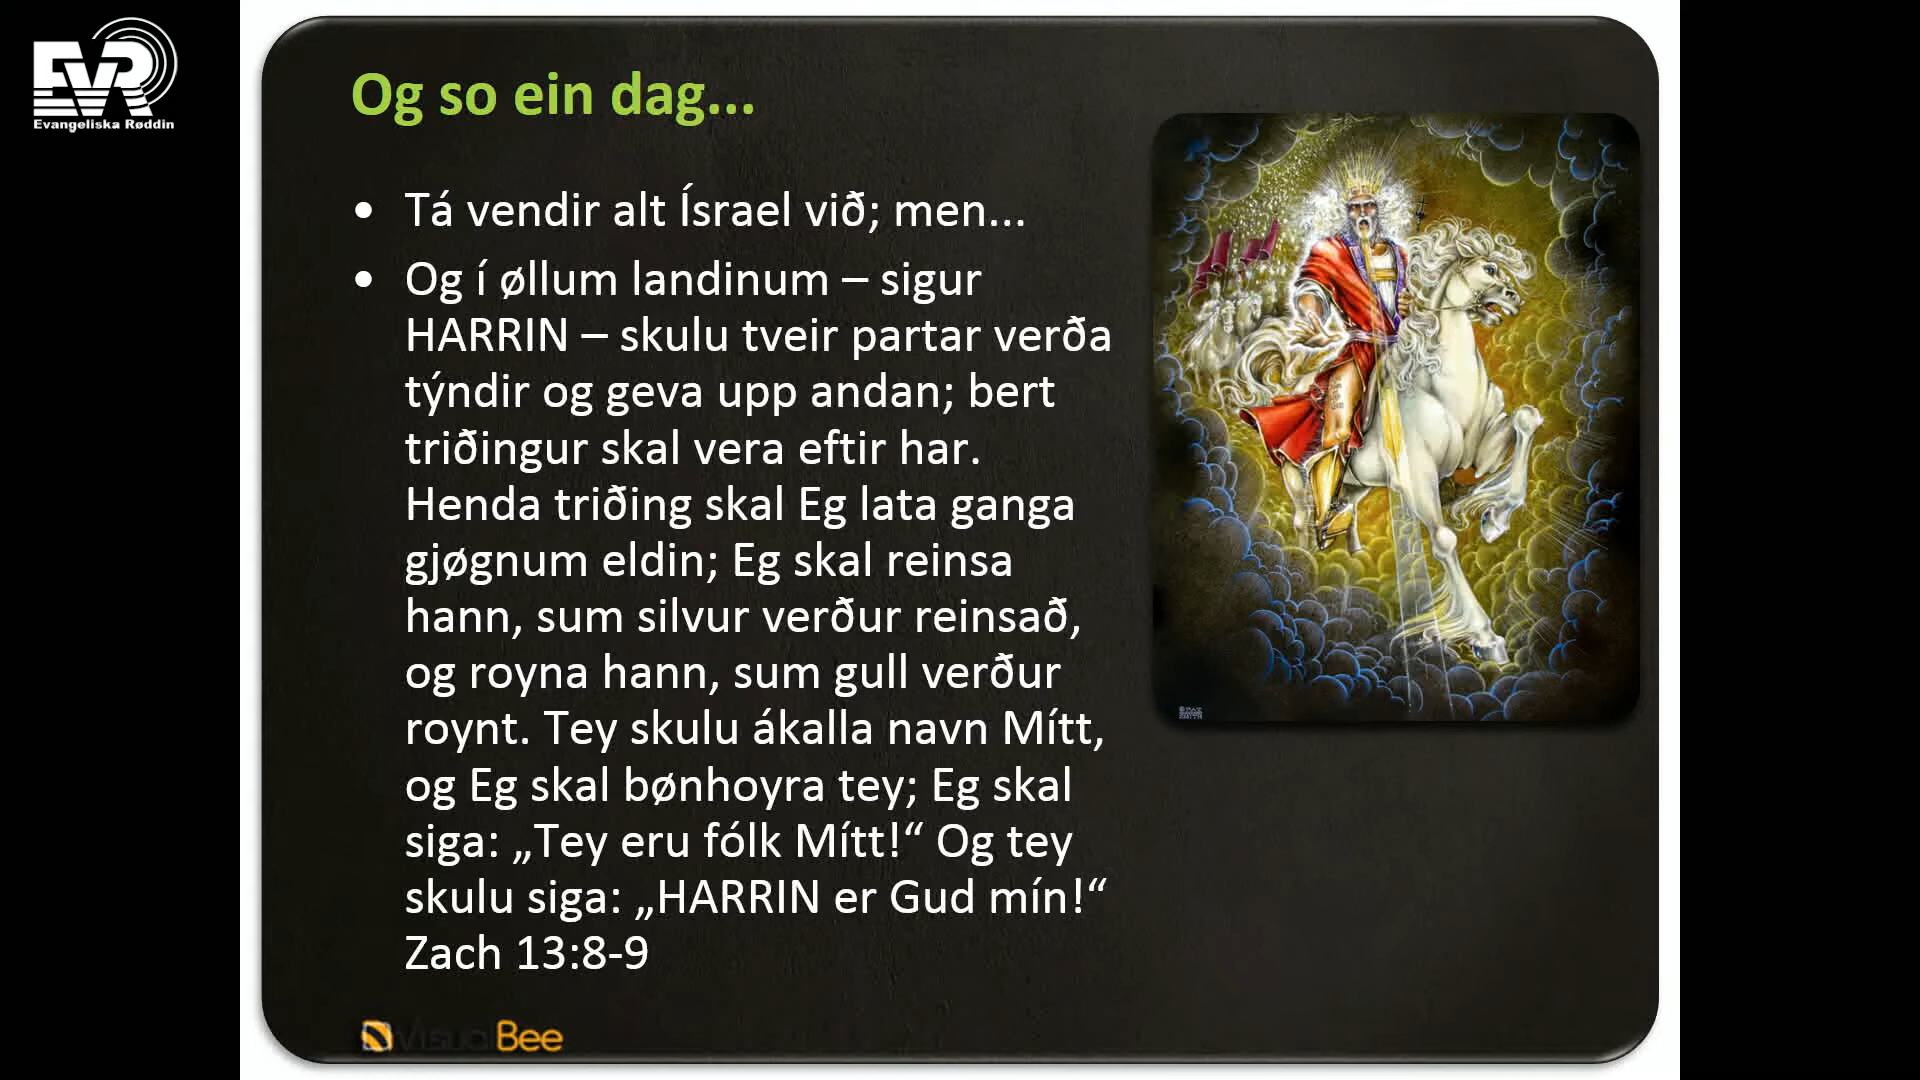 EVR
Evangeliska Røddin
Og so ein dag...
• Tá vendir alt Ísrael við; men...
• Og í øllum landinum – sigur
HARRIN – skulu tveir partar verða
týndir og geva upp andan; bert
triðingur skal vera eftir har.
Henda triðing skal Eg lata ganga
gjøgnum eldin; Eg skal reinsa
hann, sum silvur verður reinsað,
og royna hann, sum gull verður
roynt. Tey skulu ákalla navn Mítt,
og Eg skal bønhoyra tey; Eg skal
siga: „Tey eru fólk Mítt!“ Og tey
skulu siga: „HARRIN er Gud mín!“
Zach 13:8-9
VisualBee